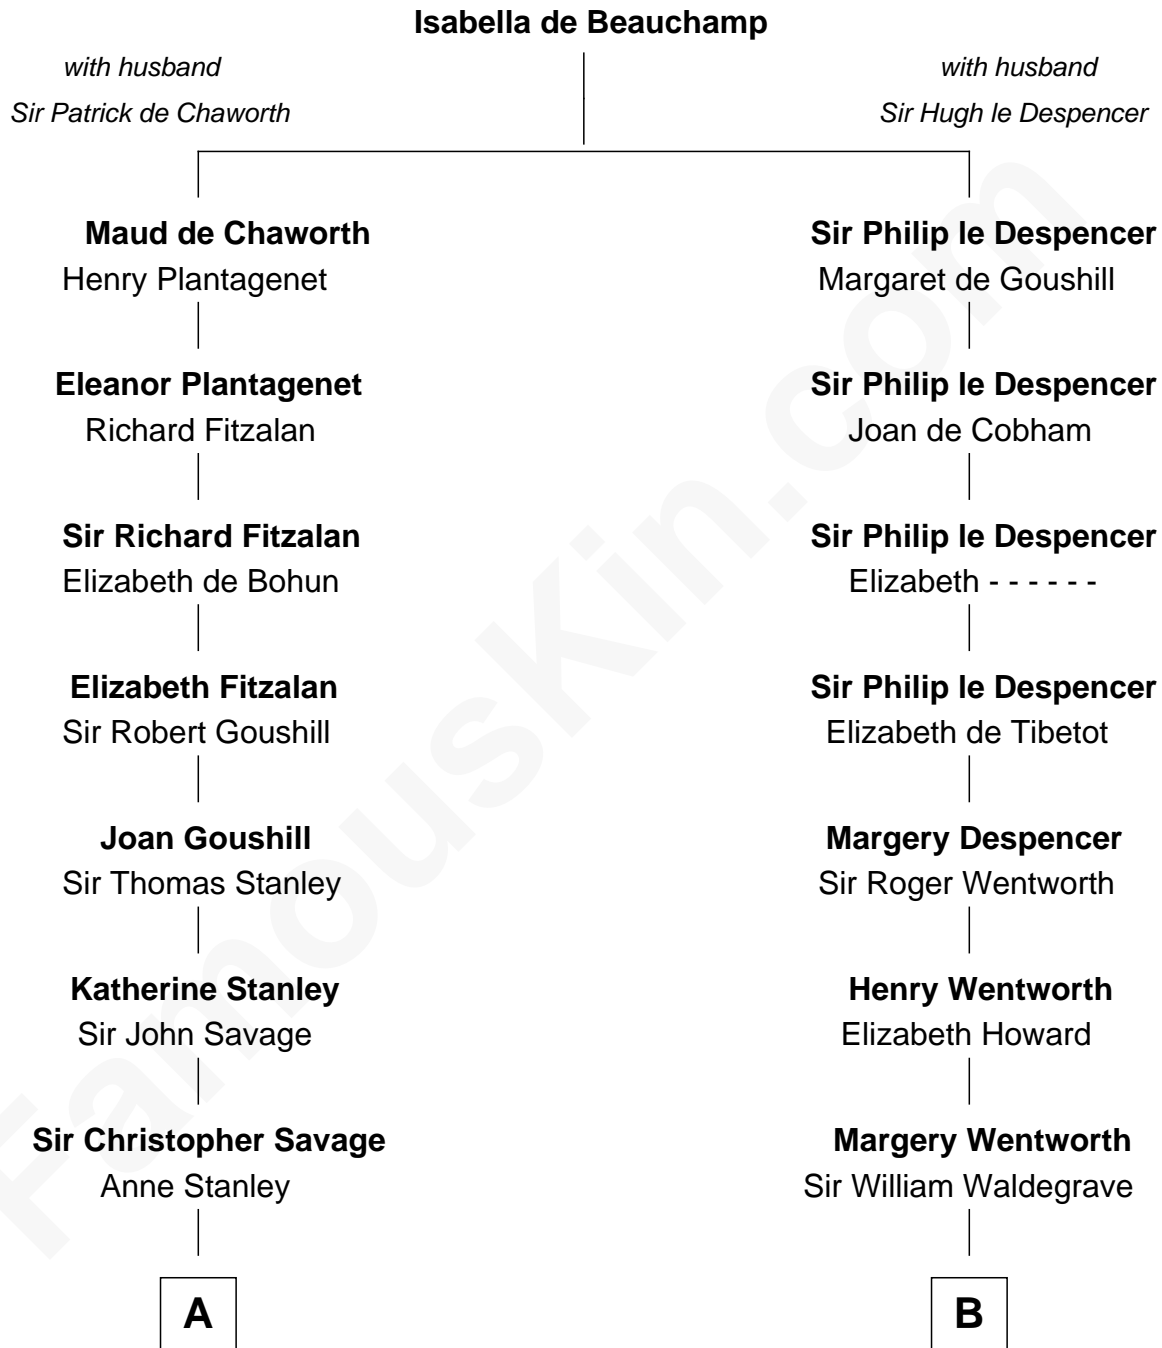 Isabella de Beauchamp
with husband
Sir Patrick de Chaworth
with husband
Sir Hugh le Despencer
Maud de Chaworth
Henry Plantagenet
Sir Philip le Despencer
Margaret de Goushill
Eleanor Plantagenet
Richard Fitzalan
Sir Philip le Despencer
Joan de Cobham
Sir Richard Fitzalan
Elizabeth de Bohun
Sir Philip le Despencer
Elizabeth - - - - - -
Elizabeth Fitzalan
Sir Robert Goushill
Sir Philip le Despencer
Elizabeth de Tibetot
Joan Goushill
Sir Thomas Stanley
Margery Despencer
Sir Roger Wentworth
Katherine Stanley
Sir John Savage
Henry Wentworth
Elizabeth Howard
Sir Christopher Savage
Anne Stanley
Margery Wentworth
Sir William Waldegrave
A
B
FamousKin.com